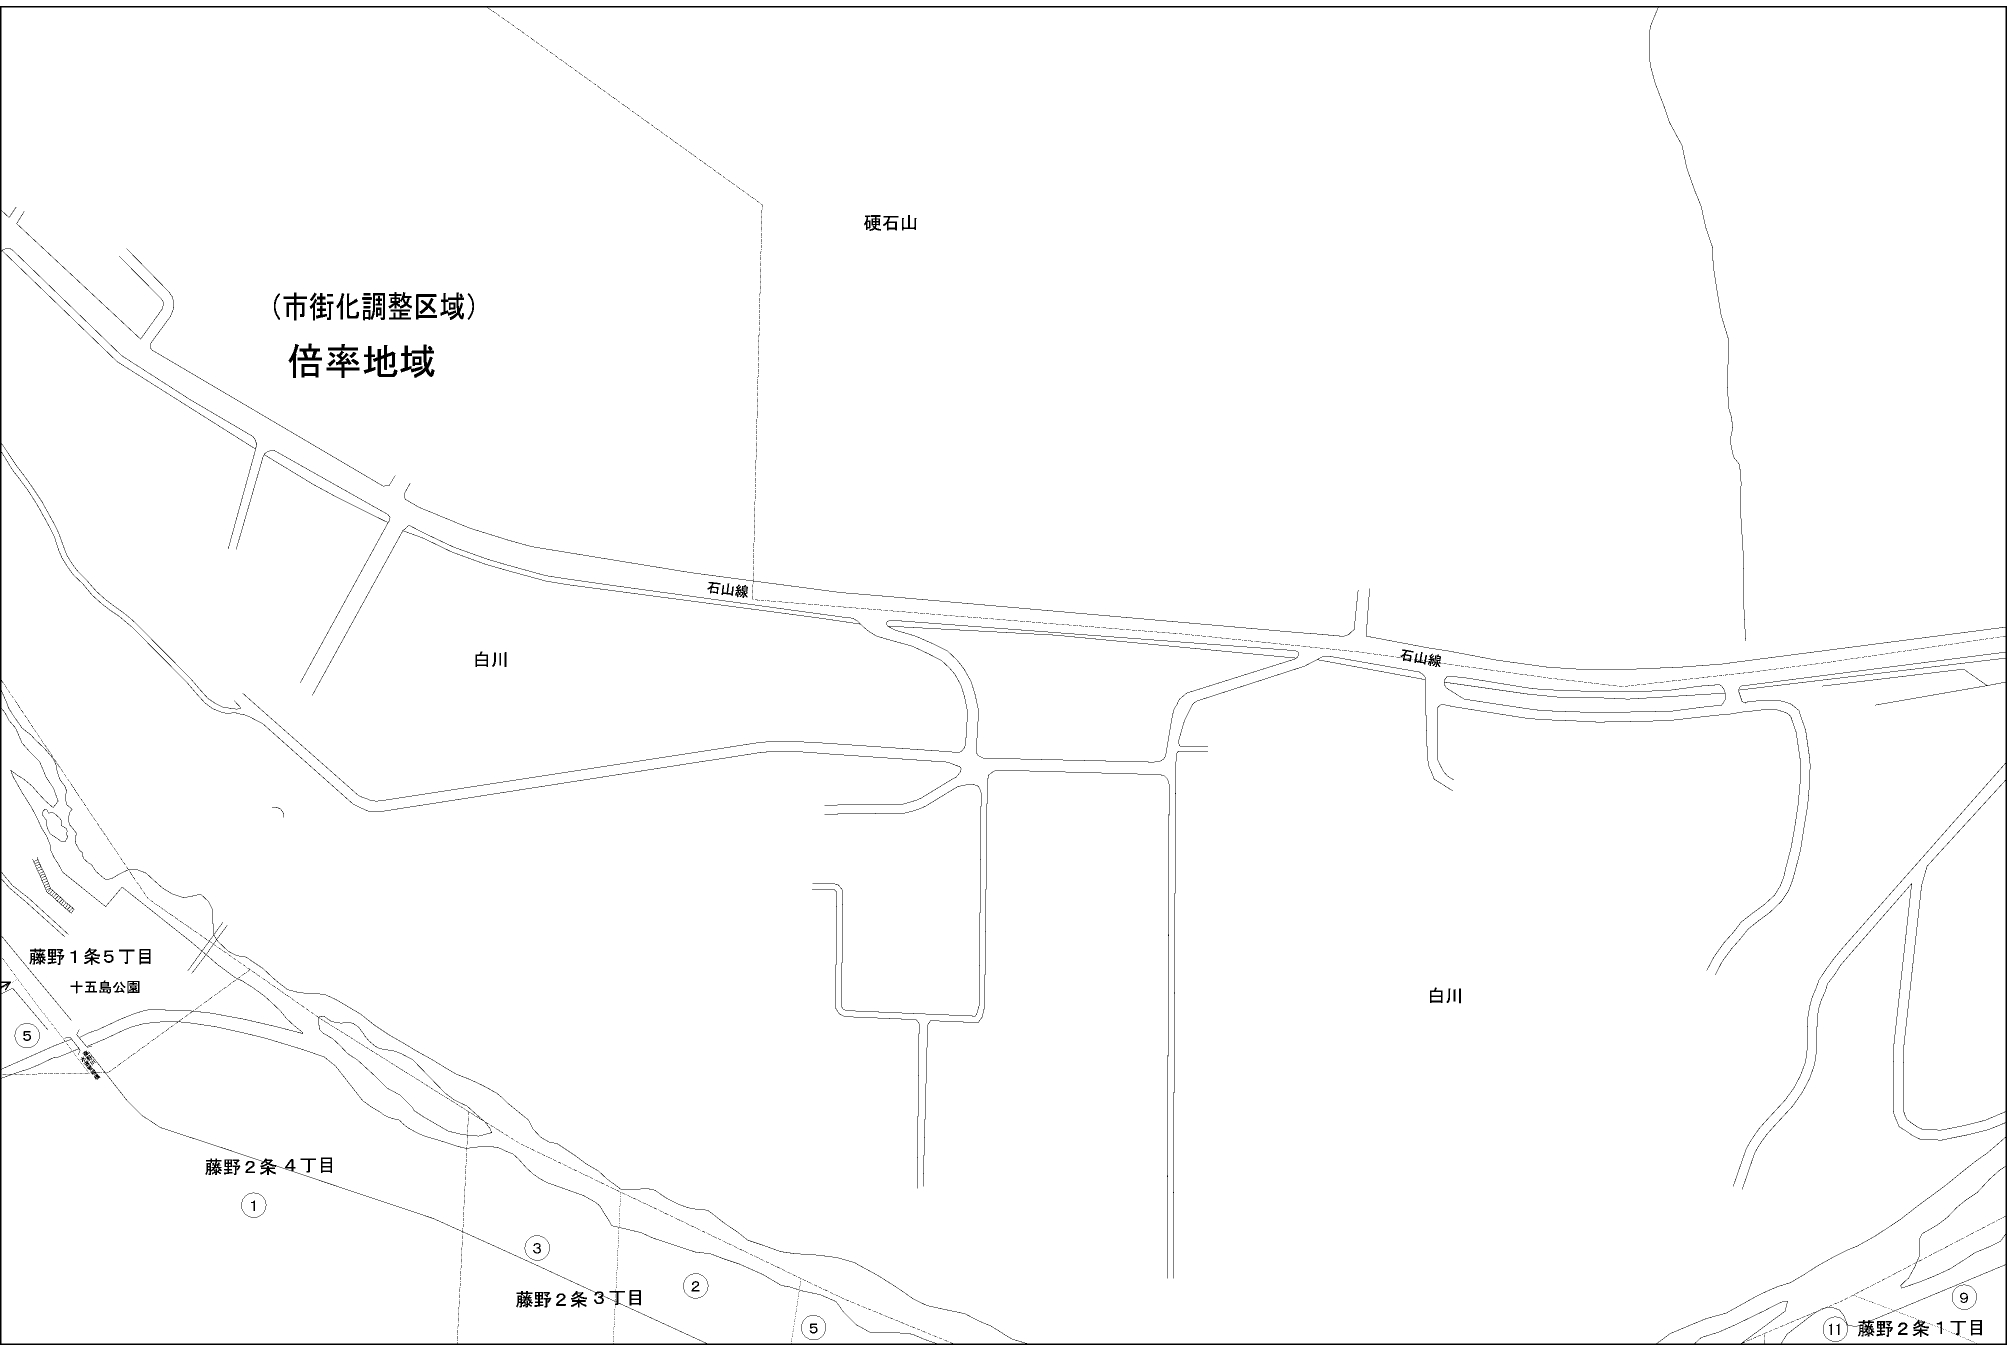 硬石山
（市街化調整区域）
倍率地域
石山線
石山線
白川
藤野１条５丁目
十五島公園
白川
⑤
藤野２条４丁目
①
③
②
藤野２条３丁目
⑤
⑨
⑪
藤野２条１丁目